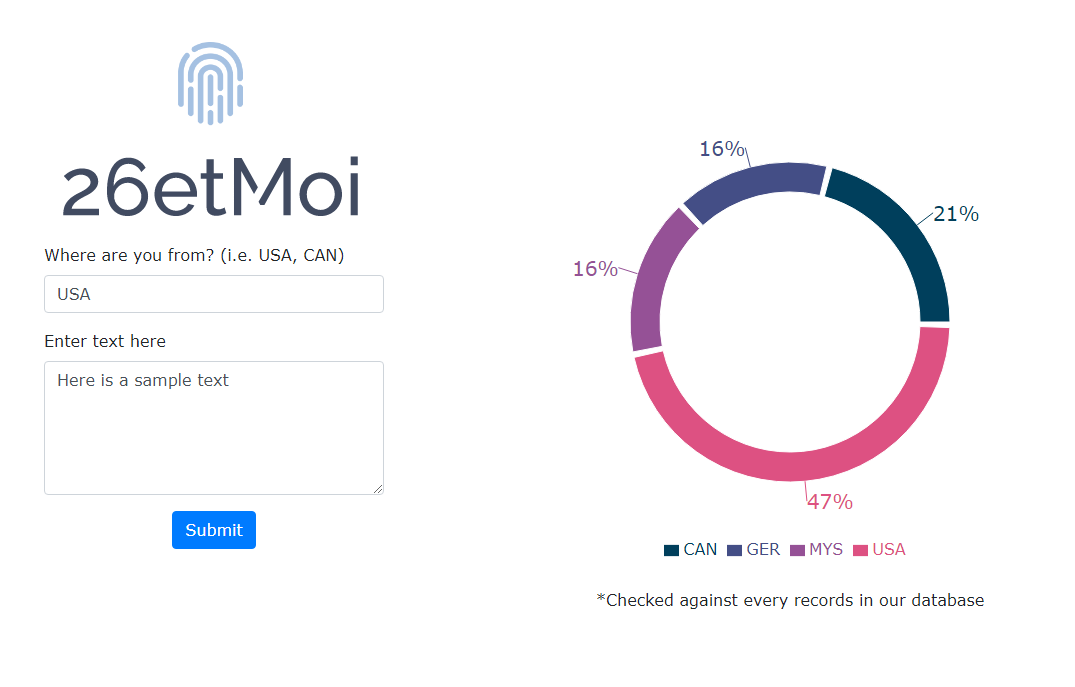 26etMoi
Where are you from? (i.e. USA, CAN)
USA
Enter text here
Here is a sample text
Submit
16%
21%
16%
47%
CAN GER MYS USA
*Checked against every records in our database